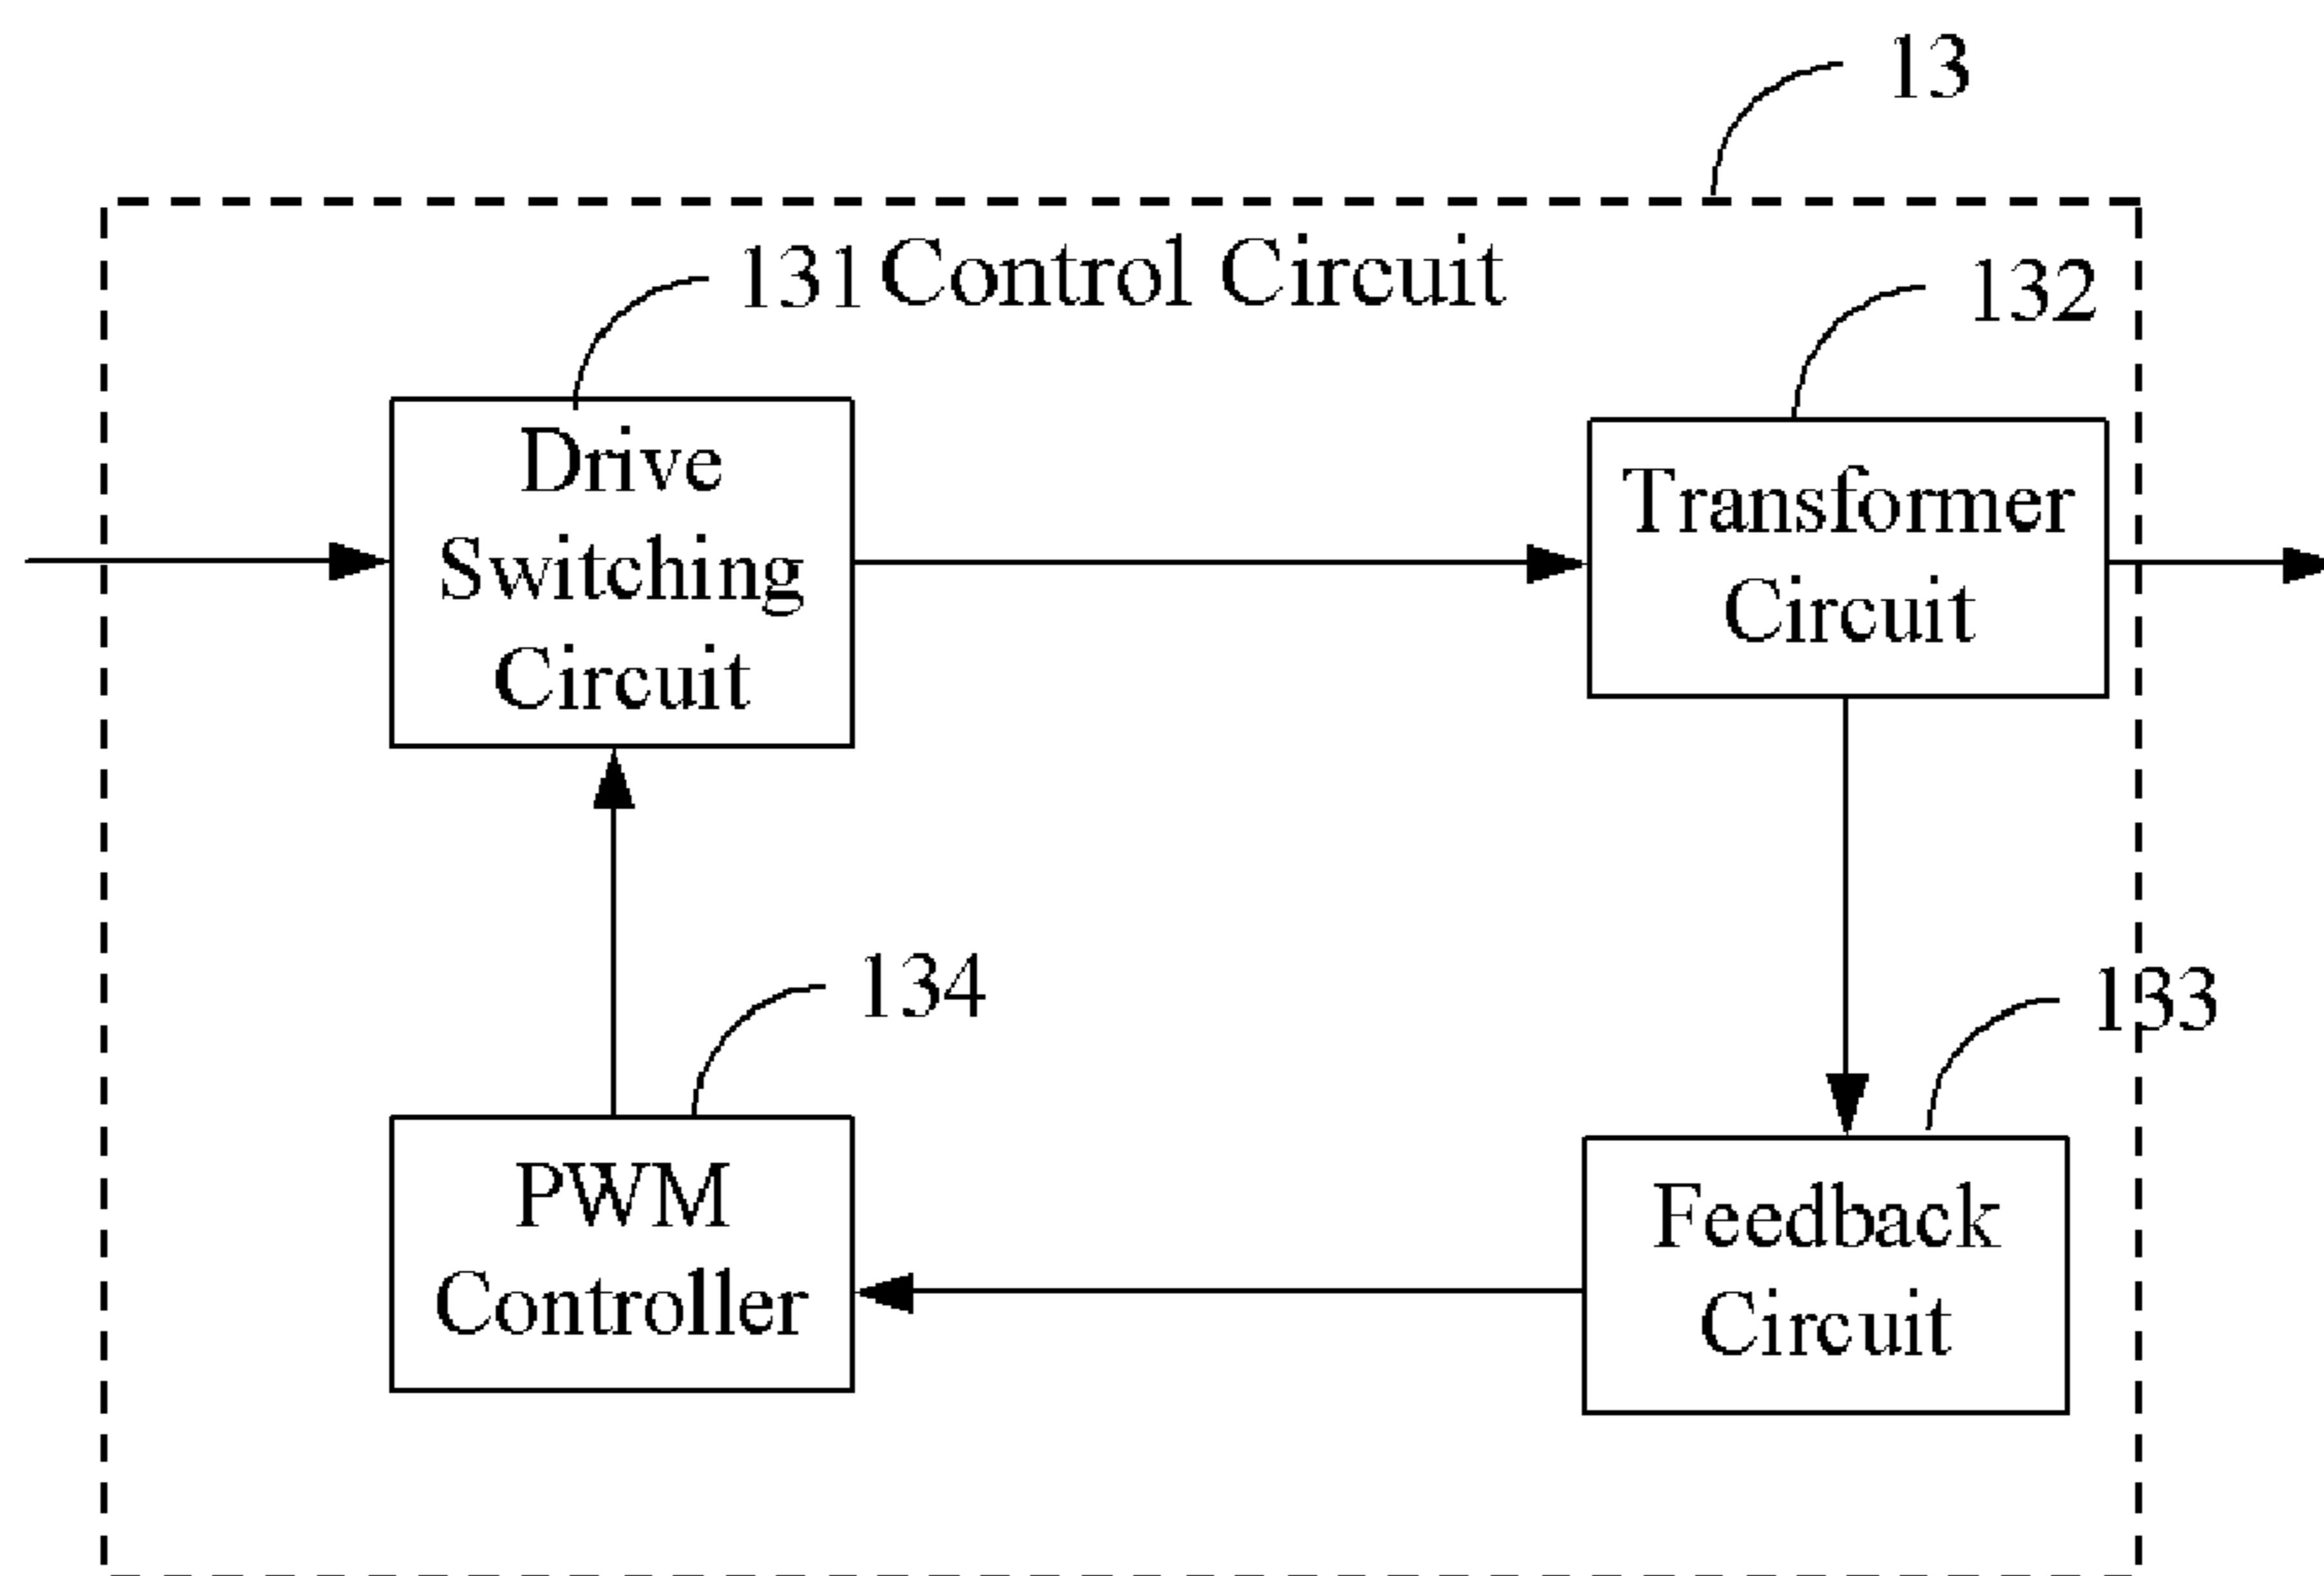 13
131 Control Circuit
132
Drive
Switching
Circuit
Transformer
Circuit
134
133
PWM
Controller
Feedback
Circuit